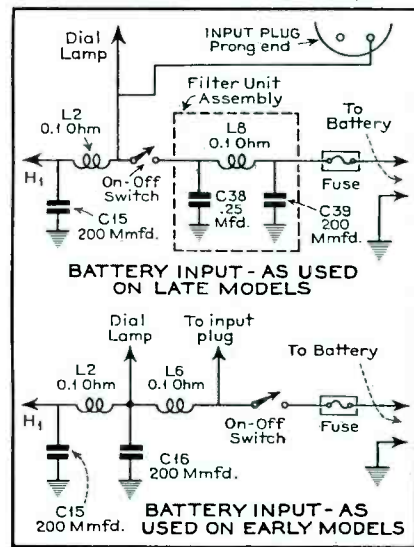 Dial
Lamp
INPUT PLUG
Prong end
Filter Unit
Assembly
To
Battery
L2
0.1 Ohm
L8
0.1 Ohm
H1
On-Off
Switch
Fuse
C15
200 Mmfd.
C38
.25
Mfd.
C39
200
Mmfd.
BATTERY INPUT - AS USED
ON LATE MODELS
Dial
Lamp
To input
plug
To Battery
L2
0.1 Ohm
L6
0.1 Ohm
H1
On-Off
Switch
Fuse
C16
200 Mmfd.
C15
200 Mmfd.
BATTERY INPUT - AS
USED ON EARLY MODELS